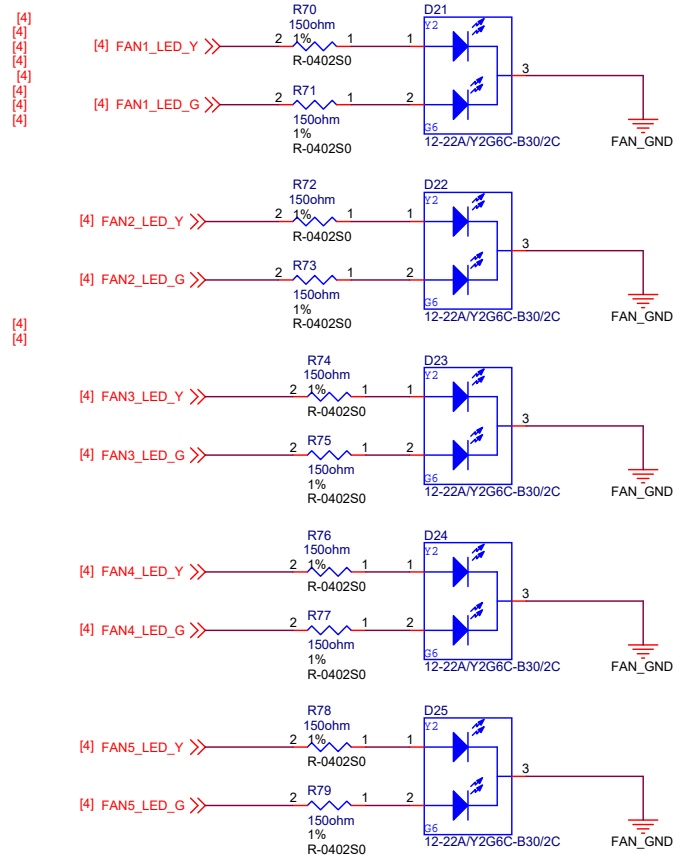 [4]
[4]
[4]
[4]
[4]
[4]
[4]
[4]
R70
150ohm
D21
[4] FAN1_LED_Y 2 1% 1 1 Y2
R-0402S0
3
R71
[4] FAN1_LED_G 2 1 2
150ohm
1%
R-0402S0
G6
12-22A/Y2G6C-B30/2C
FAN_GND
R72
150ohm
D22
[4] FAN2_LED_Y 2 1% 1 1 Y2
R-0402S0
3
R73
[4] FAN2_LED_G 2 1 2
150ohm
1%
R-0402S0
G6
12-22A/Y2G6C-B30/2C
FAN_GND
[4]
[4]
R74
150ohm
D23
[4] FAN3_LED_Y 2 1% 1 1 Y2
R-0402S0
3
R75
[4] FAN3_LED_G 2 1 2
150ohm
1%
R-0402S0
G6
12-22A/Y2G6C-B30/2C
FAN_GND
R76
150ohm
D24
[4] FAN4_LED_Y 2 1% 1 1 Y2
R-0402S0
3
R77
[4] FAN4_LED_G 2 1 2
150ohm
1%
R-0402S0
G6
12-22A/Y2G6C-B30/2C
FAN_GND
R78
150ohm
D25
[4] FAN5_LED_Y 2 1% 1 1 Y2
R-0402S0
3
R79
[4] FAN5_LED_G 2 1 2
150ohm
1%
R-0402S0
G6
12-22A/Y2G6C-B30/2C
FAN_GND